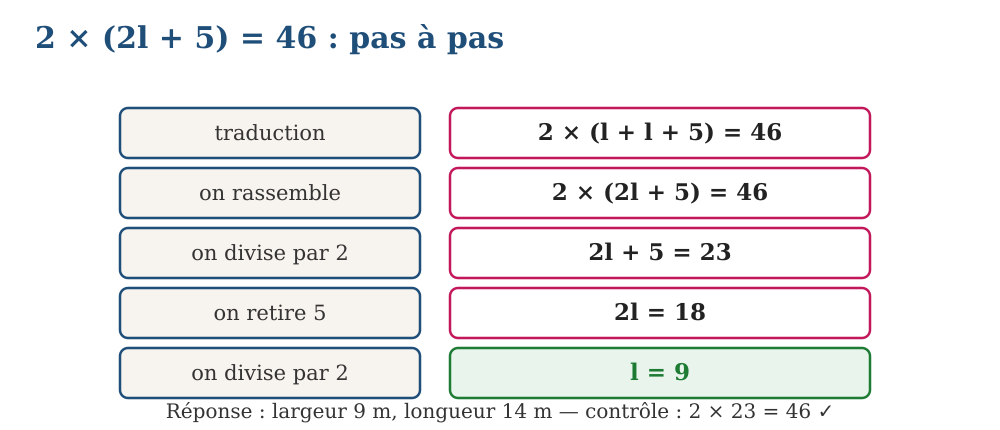 2 × (2l + 5) = 46 : pas à pas
traduction
2 × (l + l + 5) = 46
on rassemble
2 × (2l + 5) = 46
on divise par 2
2l + 5 = 23
on retire 5
2l = 18
on divise par 2
l = 9
Réponse : largeur 9 m, longueur 14 m — contrôle : 2 × 23 = 46 ✓